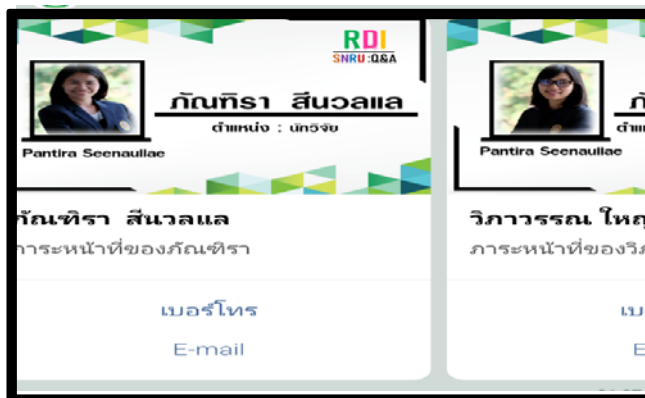 RDI
SNRU :Q&A
ภัณฑิรา สีนวลแล
ตำแหน่ง : นักวิจัย
Pantira Seenaullae
ภัณฑิรา สีนวลแล
ภาระหน้าที่ของภัณฑิรา
เบอร์โทร
E-mail
Pantira Seenaullae
วิภาวรรณ
ภาระหน้าที่ของ